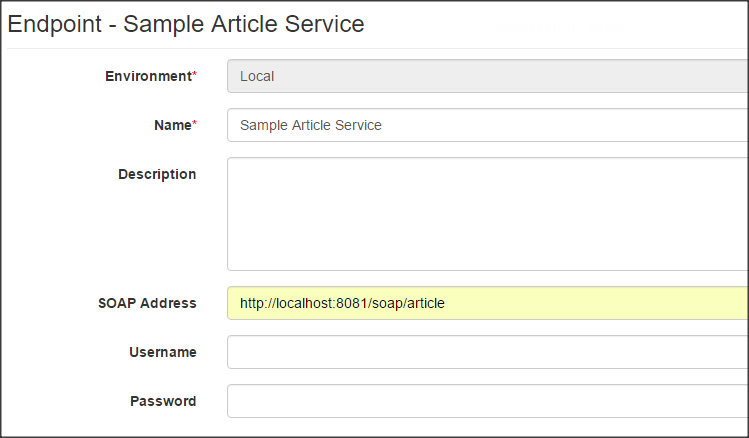 Endpoint - Sample Article Service
Environment* Local
Name* Sample Article Service
Description
SOAP Address http://localhost:8081/soap/article
Username
Password